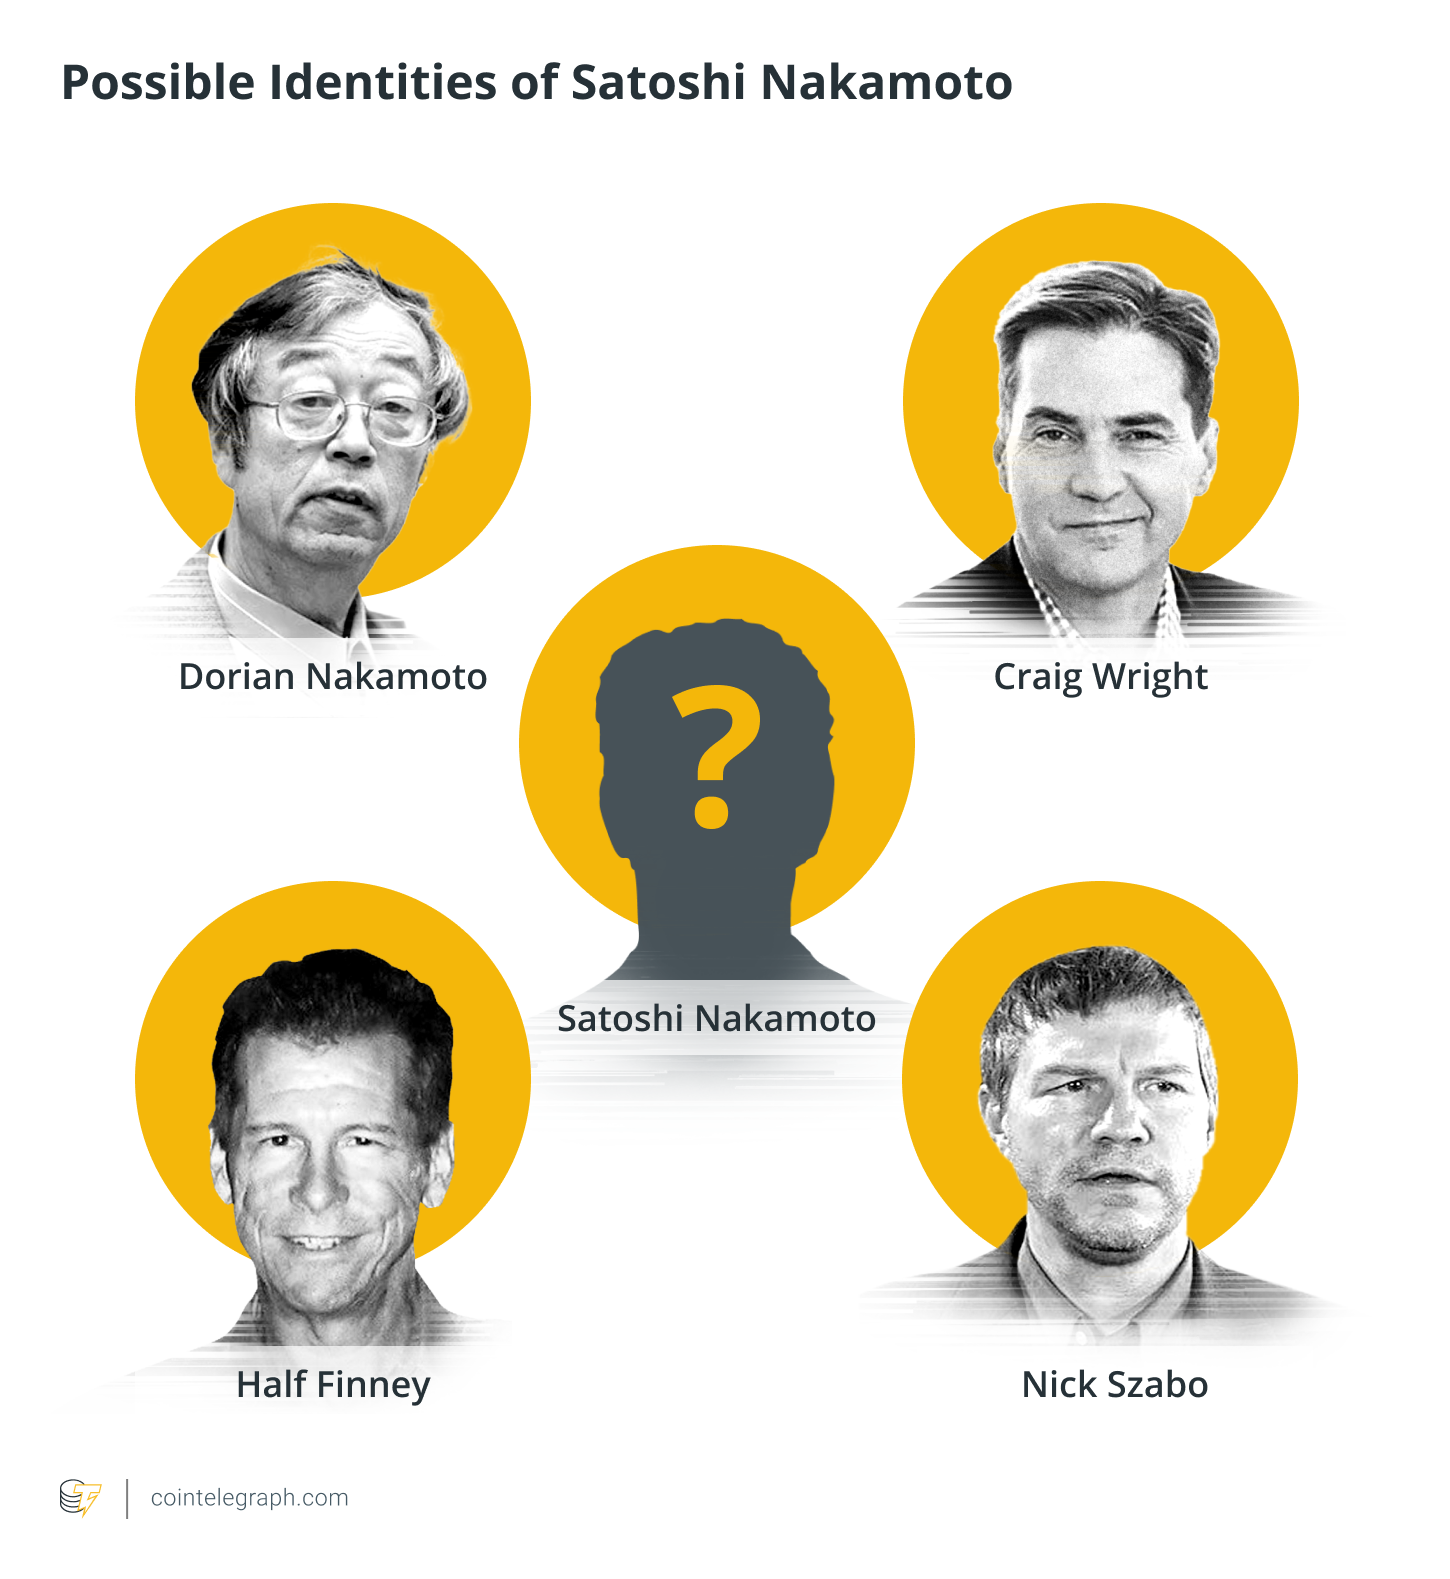 Possible Identities of Satoshi Nakamoto
Dorian Nakamoto
Craig Wright
?
Satoshi Nakamoto
Half Finney
Nick Szabo
cointelegraph.com